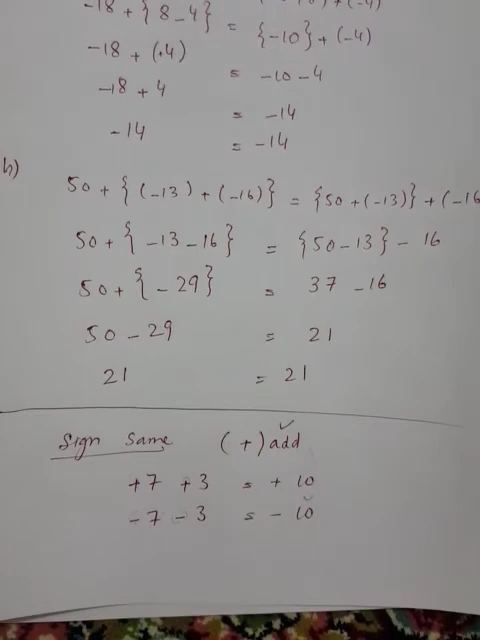 -18 + {8-4} = {-10} + (-4)
-18 + (+4) = -10 - 4
-18 + 4 = -14
-14 = -14
h)
50 + {(-13) + (-16)} = {50 + (-13)} + (-16
50 + {-13-16} = {50-13} - 16
50 + {-29} = 37 - 16
50 - 29 = 21
21 = 21
Sign Same (+) add
+7 +3 = + 10
-7 - 3 = - 10